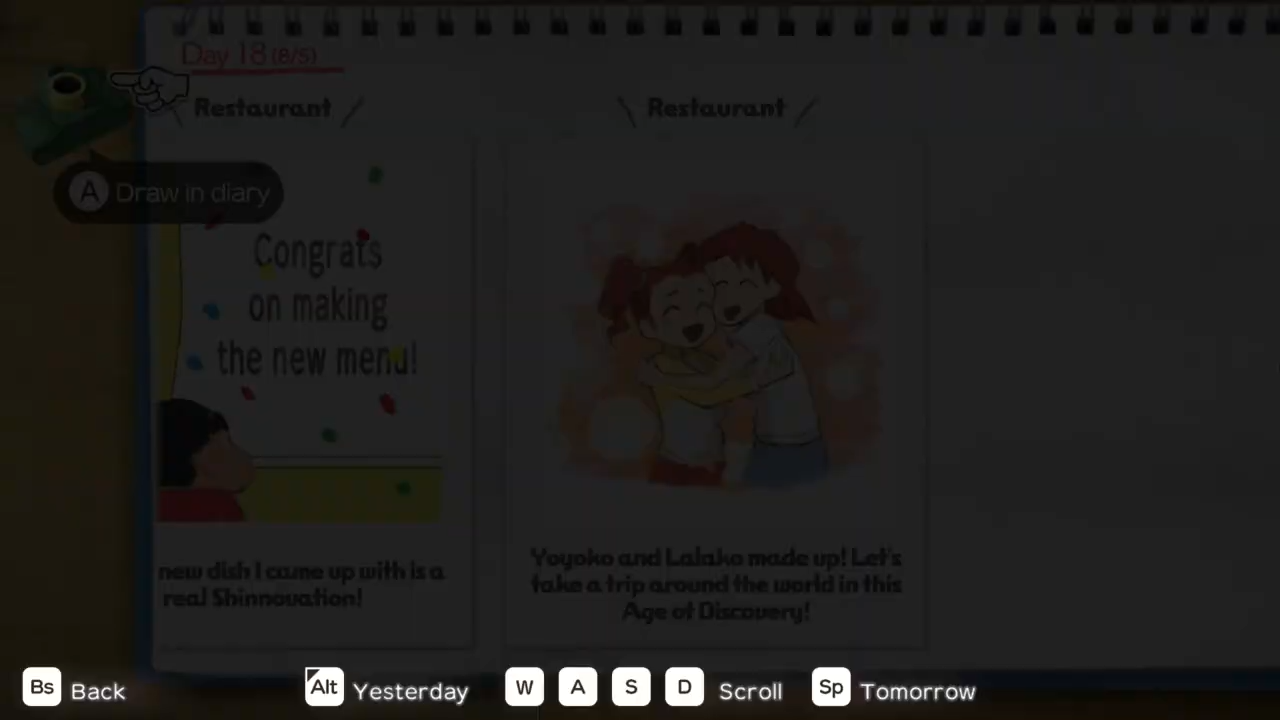 Day 18 (8/5)
Restaurant
Restaurant
A Draw in diary
Congrats
on making
the new menu!
new dish I came up with is a
real Shinnovation!
Yoyoko and Lalako made up! Let's
take a trip around the world in this
Age of Discovery!
Bs Back Alt Yesterday W A S D Scroll Sp Tomorrow